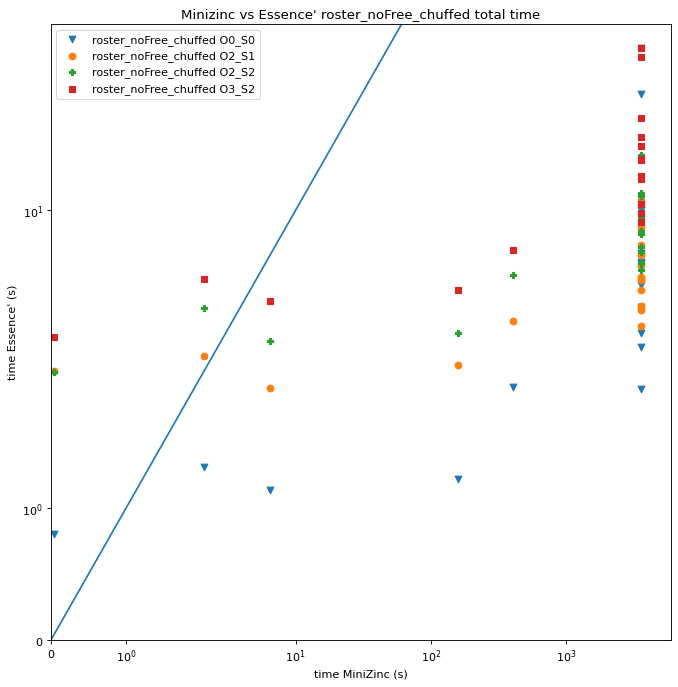 Minizinc vs Essence' roster_noFree_chuffed total time
roster_noFree_chuffed O0_S0
roster_noFree_chuffed O2_S1
roster_noFree_chuffed O2_S2
roster_noFree_chuffed O3_S2
time Essence' (s)
10¹
10⁰
0
0
10⁰
10¹
10²
10³
time MiniZinc (s)